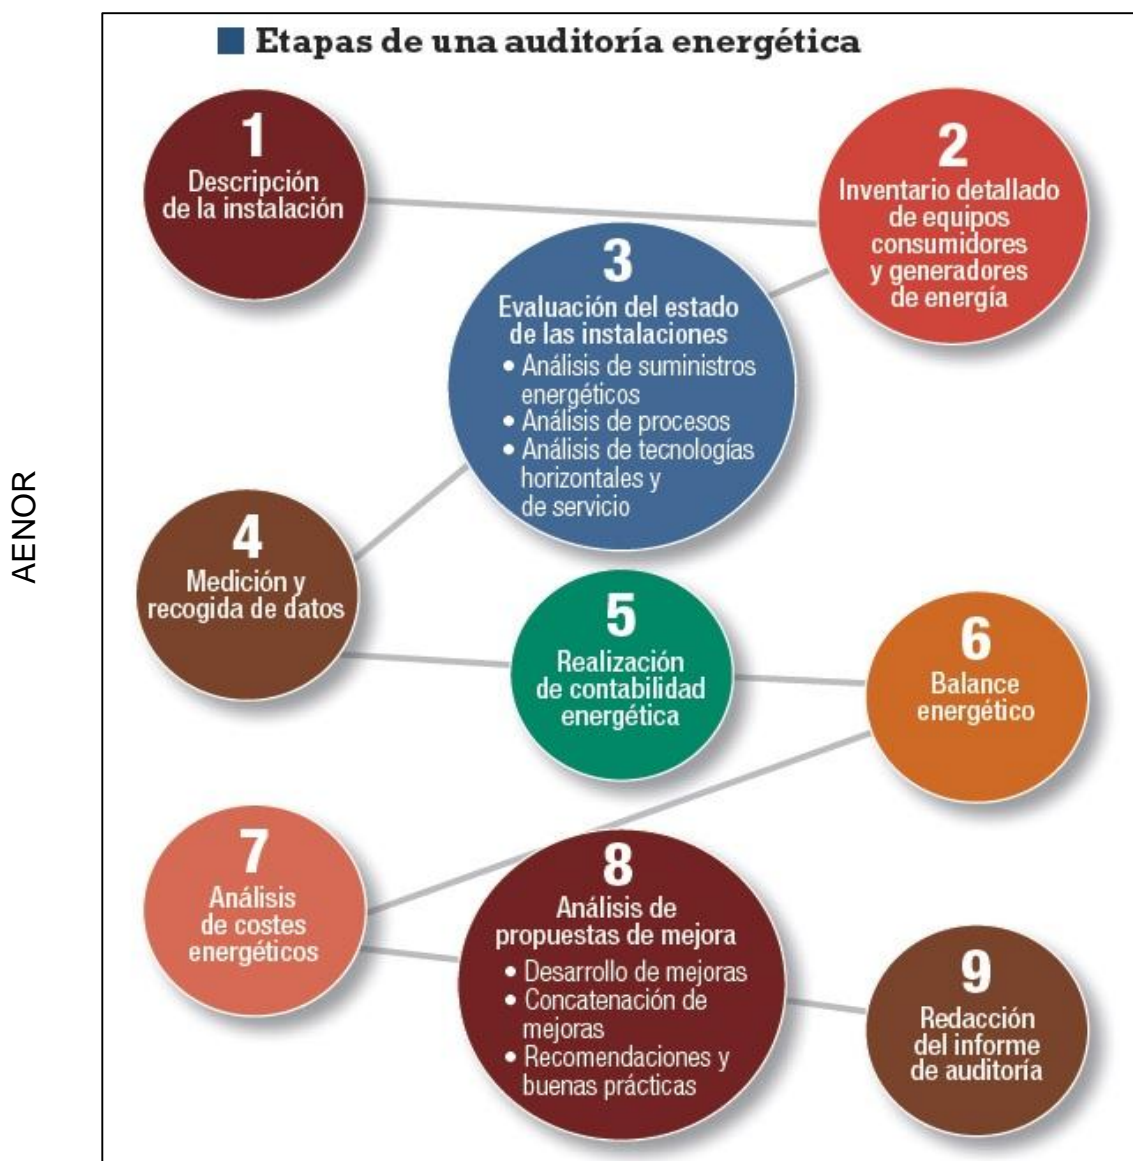 Etapas de una auditoría energética
1
Descripción
de la instalación
2
Inventario detallado
de equipos
consumidores
y generadores
de energía
3
Evaluación del estado
de las instalaciones
• Análisis de suministros
energéticos
• Análisis de procesos
• Análisis de tecnologías
horizontales y
de servicio
4
Medición y
recogida de datos
5
Realización
de contabilidad
energética
6
Balance
energético
7
Análisis
de costes
energéticos
8
Análisis de
propuestas de mejora
• Desarrollo de mejoras
• Concatenación de
mejoras
• Recomendaciones y
buenas prácticas
9
Redacción
del informe
de auditoría
AENOR